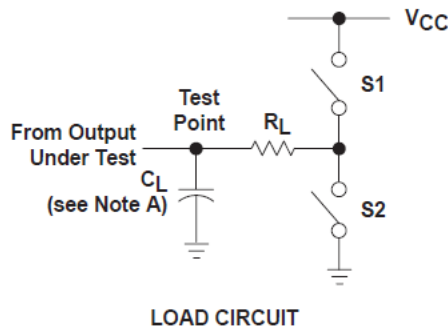 VCC
S1
Test
Point
RL
From Output
Under Test
CL
(see Note A)
S2
LOAD CIRCUIT